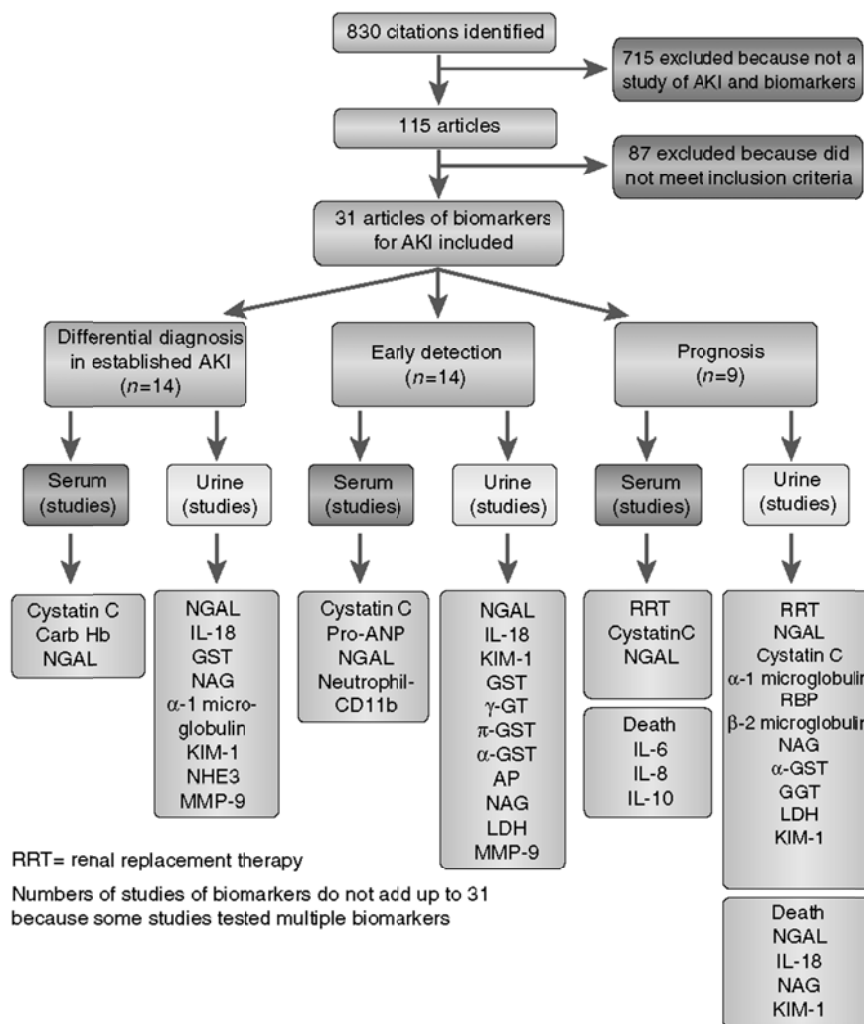 830 citations identified
715 excluded because not a
study of AKI and biomarkers
115 articles
87 excluded because did
not meet inclusion criteria
31 articles of biomarkers
for AKI included
Differential diagnosis
in established AKI
(n=14)
Early detection
(n=14)
Prognosis
(n=9)
Serum
(studies)
Urine
(studies)
Serum
(studies)
Urine
(studies)
Serum
(studies)
Urine
(studies)
Cystatin C
Carb Hb
NGAL
NGAL
IL-18
GST
NAG
α-1 micro-
globulin
KIM-1
NHE3
MMP-9
Cystatin C
Pro-ANP
NGAL
Neutrophil-
CD11b
NGAL
IL-18
KIM-1
GST
γ-GT
π-GST
α-GST
AP
NAG
LDH
MMP-9
RRT
CystatinC
NGAL
Death
IL-6
IL-8
IL-10
RRT
NGAL
Cystatin C
α-1 microglobulin
RBP
β-2 microglobulin
NAG
α-GST
GGT
LDH
KIM-1
Death
NGAL
IL-18
NAG
KIM-1
RRT= renal replacement therapy
Numbers of studies of biomarkers do not add up to 31
because some studies tested multiple biomarkers